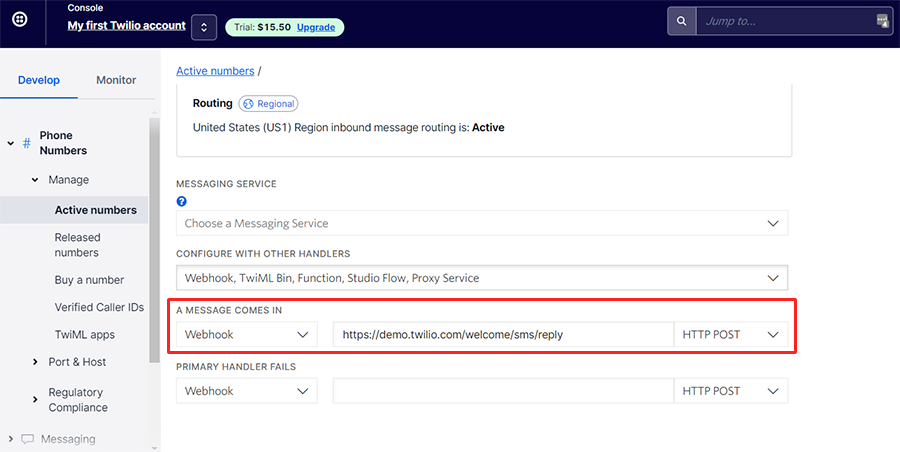 Console
My first Twilio account
Trial: $15.50 Upgrade
Jump to...
Develop
Monitor
Phone
Numbers
Manage
Active numbers
Released
numbers
Buy a number
Verified Caller IDs
TwiML apps
Port & Host
Regulatory
Compliance
Messaging
Active numbers /
Routing Regional
United States (US1) Region inbound message routing is: Active
MESSAGING SERVICE
?
Choose a Messaging Service
CONFIGURE WITH OTHER HANDLERS
Webhook, TwiML Bin, Function, Studio Flow, Proxy Service
A MESSAGE COMES IN
Webhook https://demo.twilio.com/welcome/sms/reply HTTP POST
PRIMARY HANDLER FAILS
Webhook HTTP POST